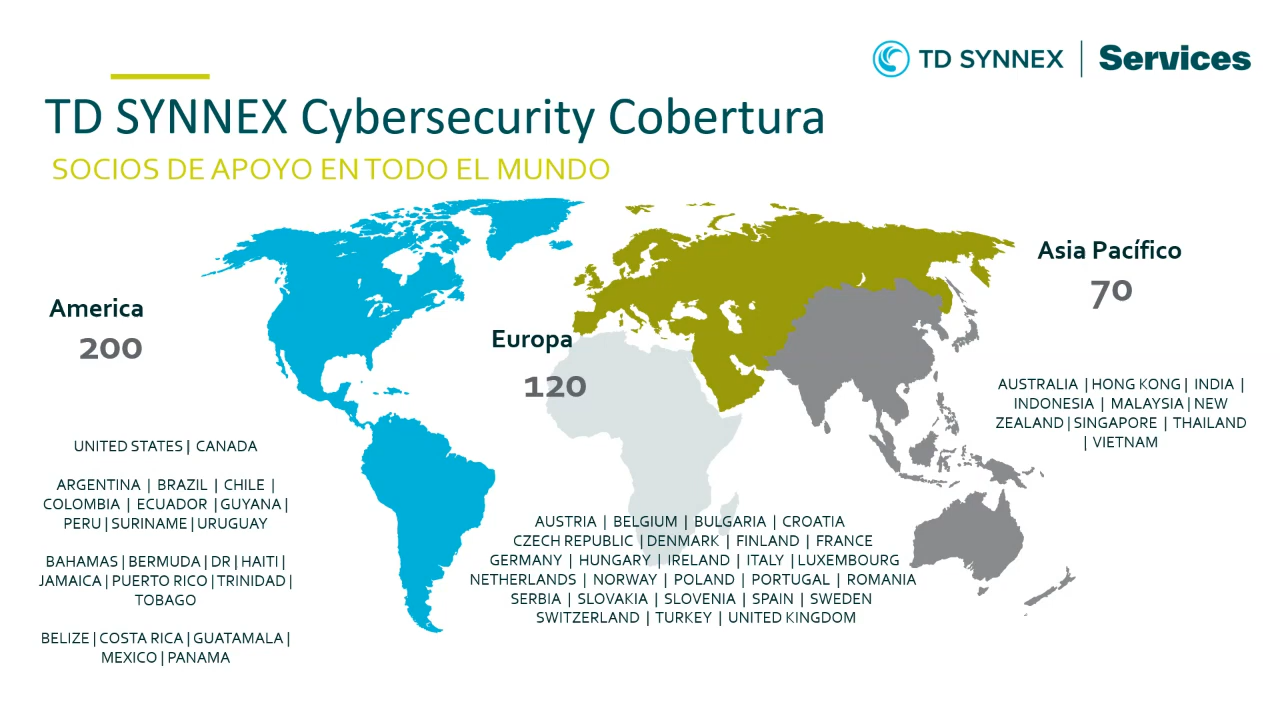 TD SYNNEX | Services
TD SYNNEX Cybersecurity Cobertura
SOCIOS DE APOYO EN TODO EL MUNDO
America
200
UNITED STATES | CANADA
ARGENTINA | BRAZIL | CHILE |
COLOMBIA | ECUADOR | GUYANA |
PERU | SURINAME | URUGUAY
BAHAMAS | BERMUDA | DR | HAITI |
JAMAICA | PUERTO RICO | TRINIDAD |
TOBAGO
BELIZE | COSTA RICA | GUATAMALA |
MEXICO | PANAMA
Europa
120
AUSTRIA | BELGIUM | BULGARIA | CROATIA
CZECH REPUBLIC | DENMARK | FINLAND | FRANCE
GERMANY | HUNGARY | IRELAND | ITALY | LUXEMBOURG
NETHERLANDS | NORWAY | POLAND | PORTUGAL | ROMANIA
SERBIA | SLOVAKIA | SLOVENIA | SPAIN | SWEDEN
SWITZERLAND | TURKEY | UNITED KINGDOM
Asia Pacífico
70
AUSTRALIA | HONG KONG | INDIA |
INDONESIA | MALAYSIA | NEW
ZEALAND | SINGAPORE | THAILAND
| VIETNAM